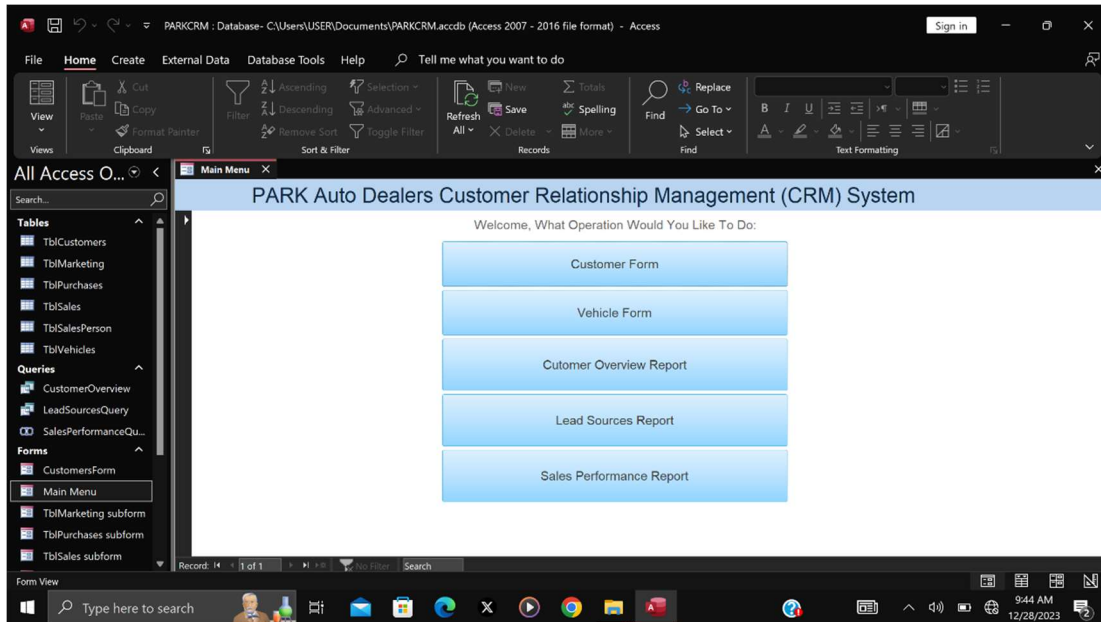 PARKCRM : Database- C:\Users\USER\Documents\PARKCRM.accdb (Access 2007 - 2016 file format) - Access
Sign in
File Home Create External Data Database Tools Help Tell me what you want to do
View
Views
Paste
Cut
Copy
Format Painter
Clipboard
Filter
Ascending
Descending
Remove Sort
Selection
Advanced
Toggle Filter
Sort & Filter
Refresh
All
New
Save
Delete
Totals
Spelling
More
Records
Find
Replace
Go To
Select
Find
B I U
A
Text Formatting
All Access O...
Search...
Tables
TblCustomers
TblMarketing
TblPurchases
TblSales
TblSalesPerson
TblVehicles
Queries
CustomerOverview
LeadSourcesQuery
SalesPerformanceQu...
Forms
CustomersForm
Main Menu
TblMarketing subform
TblPurchases subform
TblSales subform
Main Menu
PARK Auto Dealers Customer Relationship Management (CRM) System
Welcome, What Operation Would You Like To Do:
Customer Form
Vehicle Form
Cutomer Overview Report
Lead Sources Report
Sales Performance Report
Record: 1 of 1 No Filter Search
Form View
Type here to search
9:44 AM
12/28/2023
2